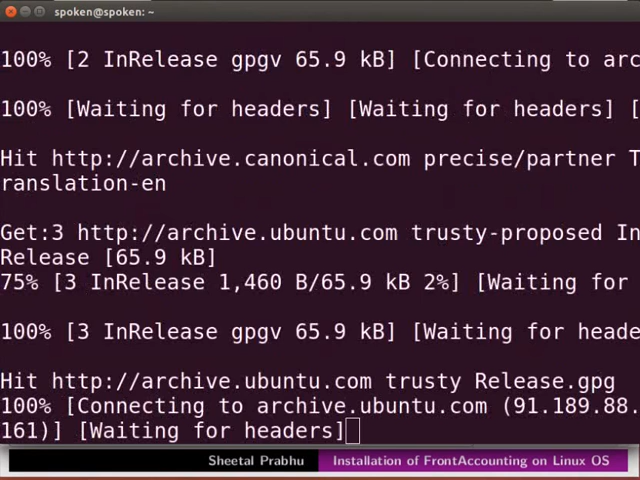 spoken@spoken: ~
100% [2 InRelease gpgv 65.9 kB] [Connecting to arc
100% [Waiting for headers] [Waiting for headers] [
Hit http://archive.canonical.com precise/partner T
ranslation-en
Get:3 http://archive.ubuntu.com trusty-proposed In
Release [65.9 kB]
75% [3 InRelease 1,460 B/65.9 kB 2%] [Waiting for
100% [3 InRelease gpgv 65.9 kB] [Waiting for heade
Hit http://archive.ubuntu.com trusty Release.gpg
100% [Connecting to archive.ubuntu.com (91.189.88.
161)] [Waiting for headers]
Sheetal Prabhu Installation of FrontAccounting on Linux OS